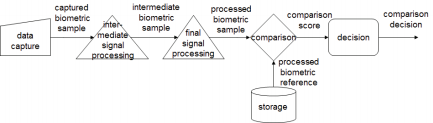 data
capture
captured
biometric
sample
inter-
mediate
signal
processing
intermediate
biometric
sample
final
signal
processing
processed
biometric
sample
comparison
comparison
score
decision
comparison
decision
processed
biometric
reference
storage